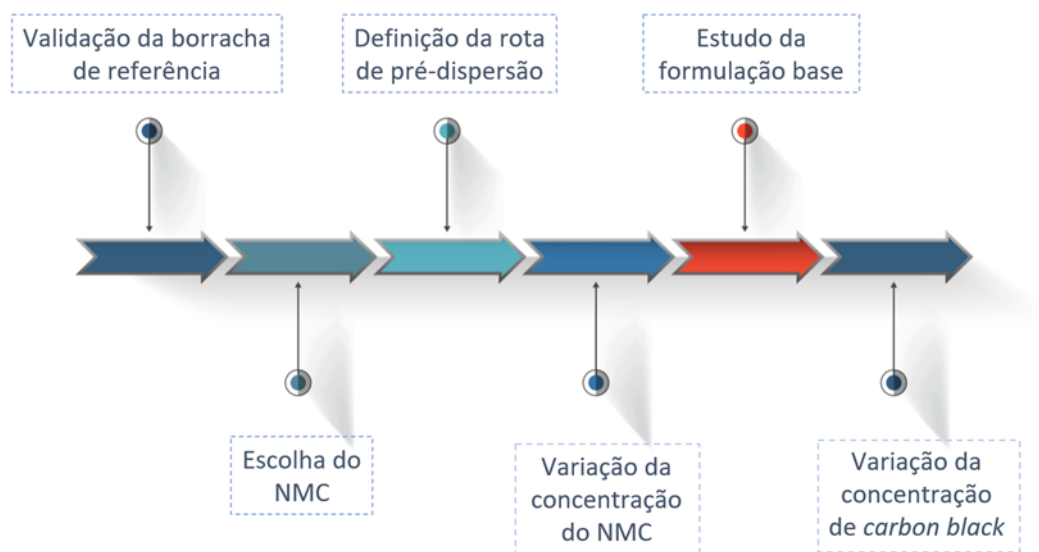 Validação da borracha
de referência
Definição da rota
de pré-dispersão
Estudo da
formulação base
Escolha do
NMC
Variação da
concentração
do NMC
Variação da
concentração
de carbon black